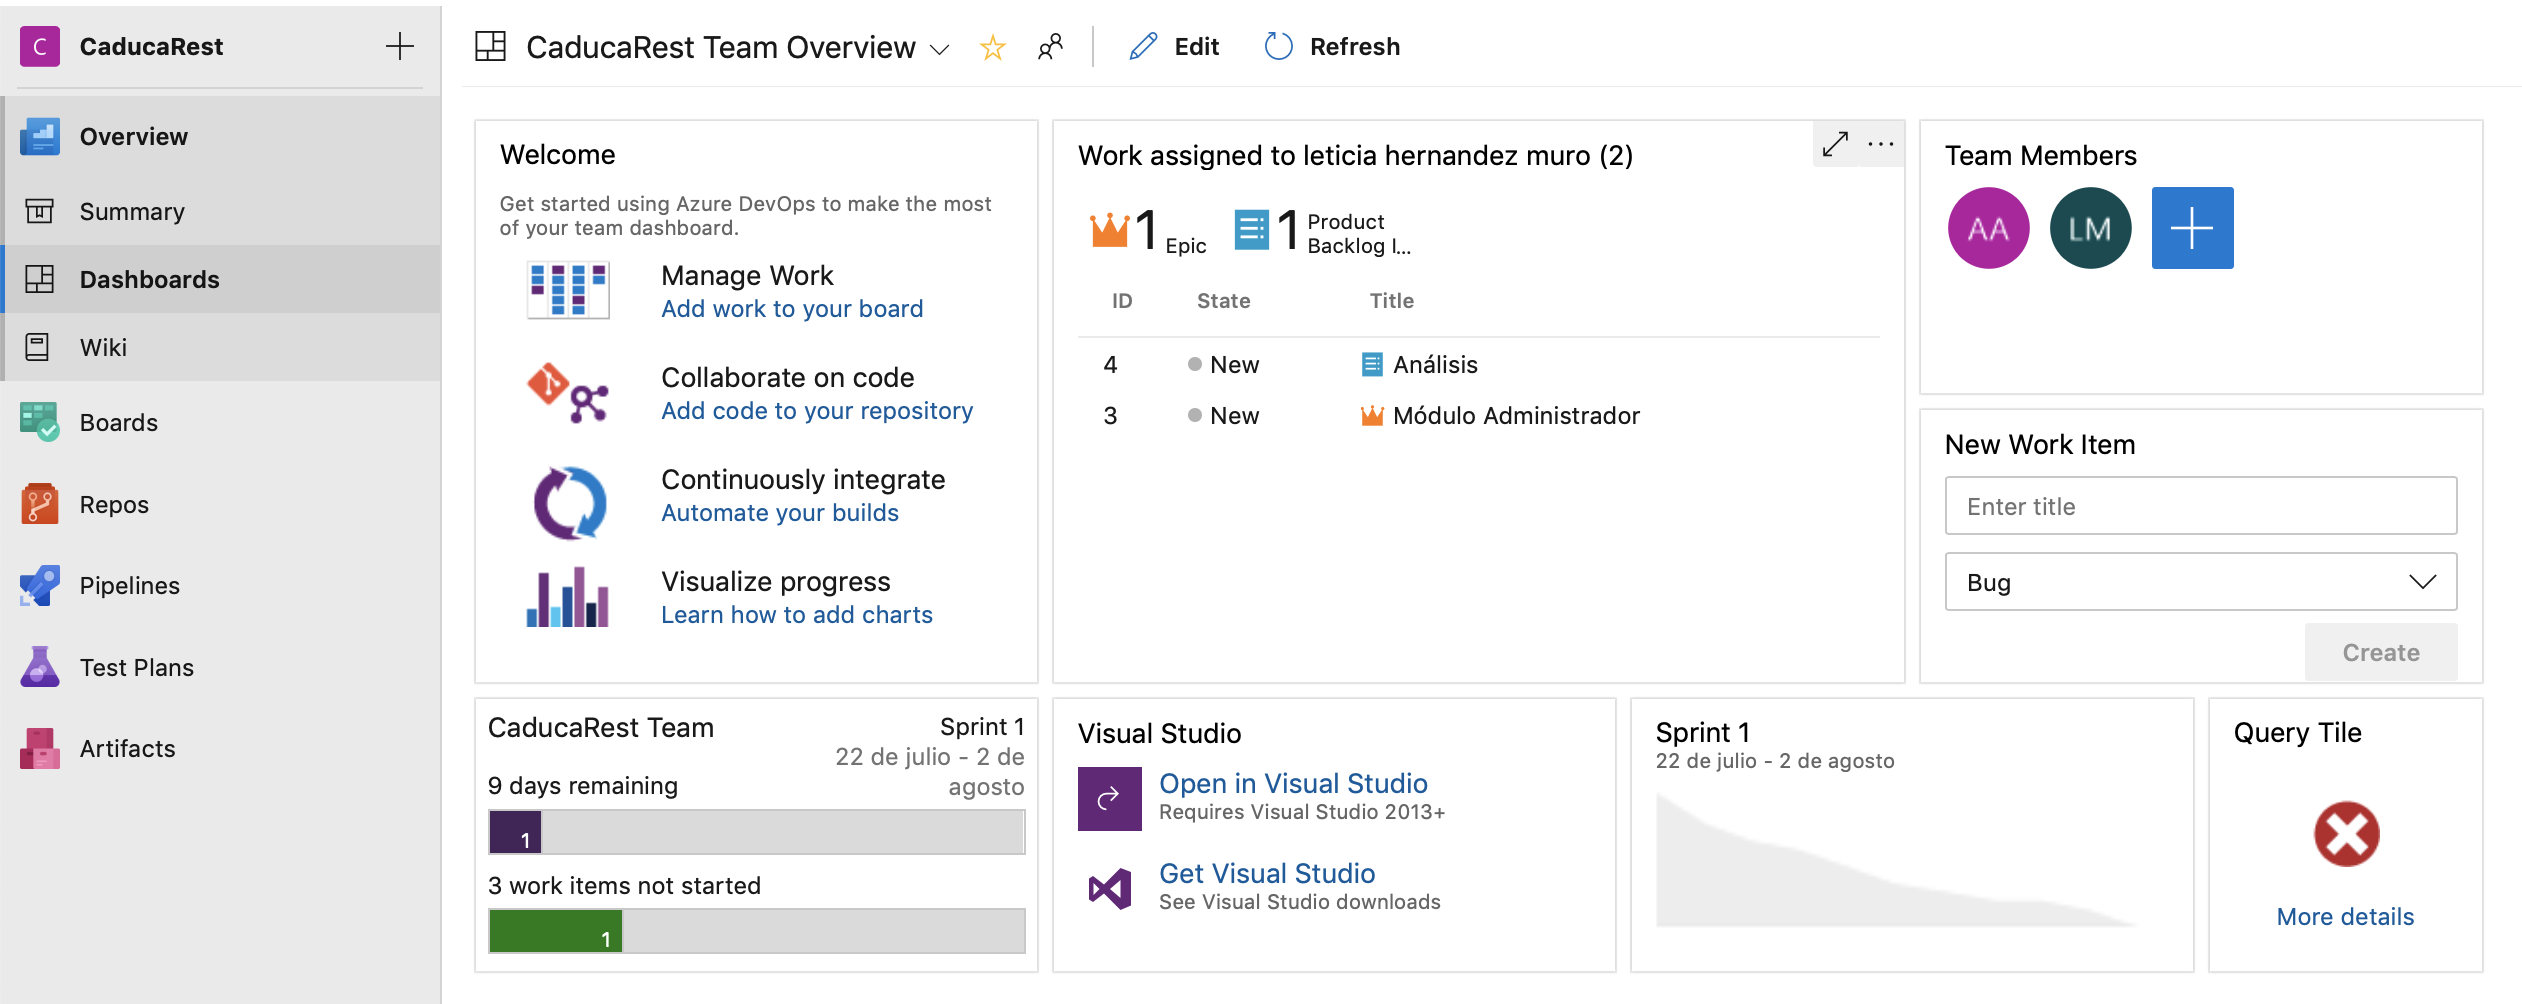 C CaducaRest
Overview
Summary
Dashboards
Wiki
Boards
Repos
Pipelines
Test Plans
Artifacts
CaducaRest Team Overview
Edit
Refresh
Welcome
Get started using Azure DevOps to make the most
of your team dashboard.
Manage Work
Add work to your board
Collaborate on code
Add code to your repository
Continuously integrate
Automate your builds
Visualize progress
Learn how to add charts
Work assigned to leticia hernandez muro (2)
1 Epic
1 Product
Backlog I...
ID State Title
4 New Análisis
3 New Módulo Administrador
Team Members
AA LM
New Work Item
Enter title
Bug
Create
CaducaRest Team
Sprint 1
22 de julio - 2 de
agosto
9 days remaining
1
3 work items not started
1
Visual Studio
Open in Visual Studio
Requires Visual Studio 2013+
Get Visual Studio
See Visual Studio downloads
Sprint 1
22 de julio - 2 de agosto
Query Tile
More details